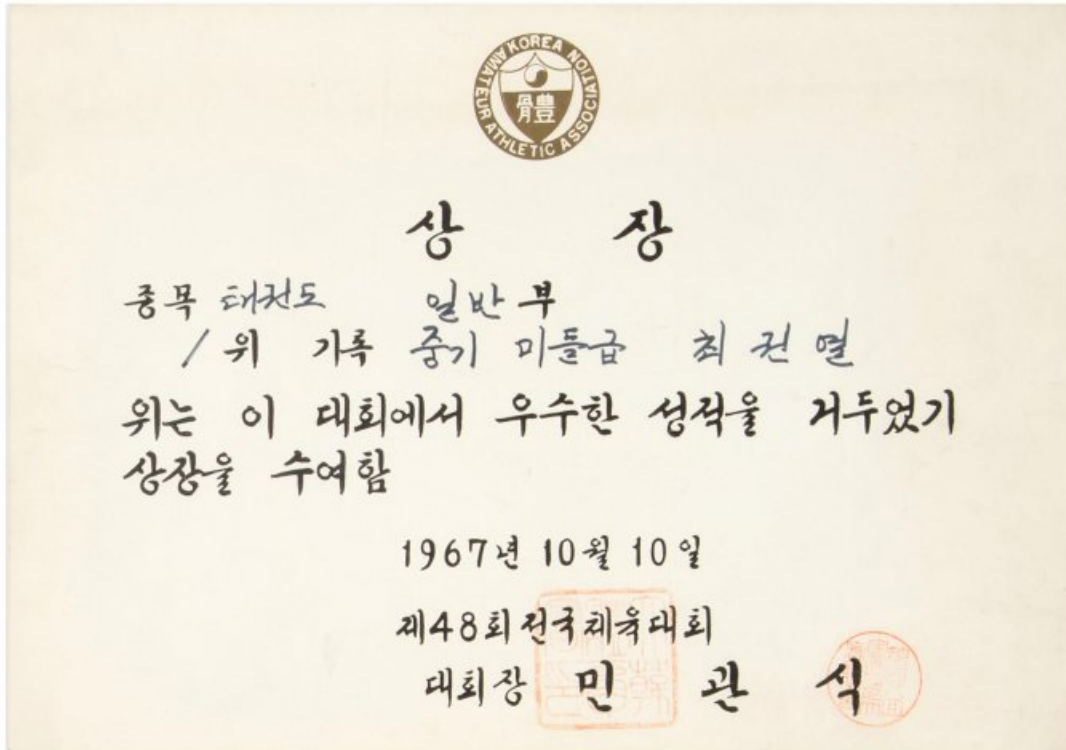 KOREA AMATEUR ATHLETIC ASSOCIATION
體
상 장
종목 태권도 일반부
1위 기록 중기 미들급 최권열
위는 이 대회에서 우수한 성적을 거두었기
상장을 수여함
1967년 10월 10일
제48회전국체육대회
대회장 민 관 식